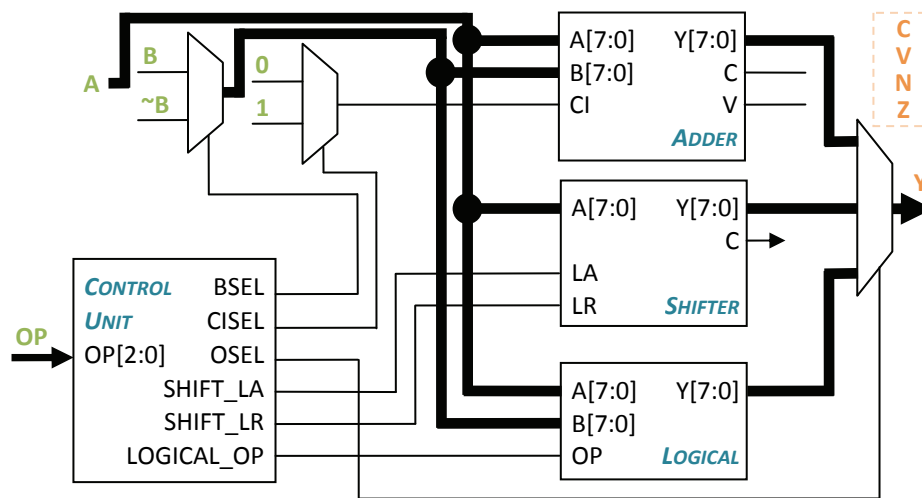 A
B
~B
0
1
A[7:0]
Y[7:0]
B[7:0]
C
CI
V
ADDER
C
V
N
Z
Y
A[7:0]
Y[7:0]
C
LA
LR
SHIFTER
CONTROL
UNIT
BSEL
CISEL
OP
OP[2:0]
OSEL
SHIFT_LA
SHIFT_LR
LOGICAL_OP
A[7:0]
Y[7:0]
B[7:0]
OP
LOGICAL